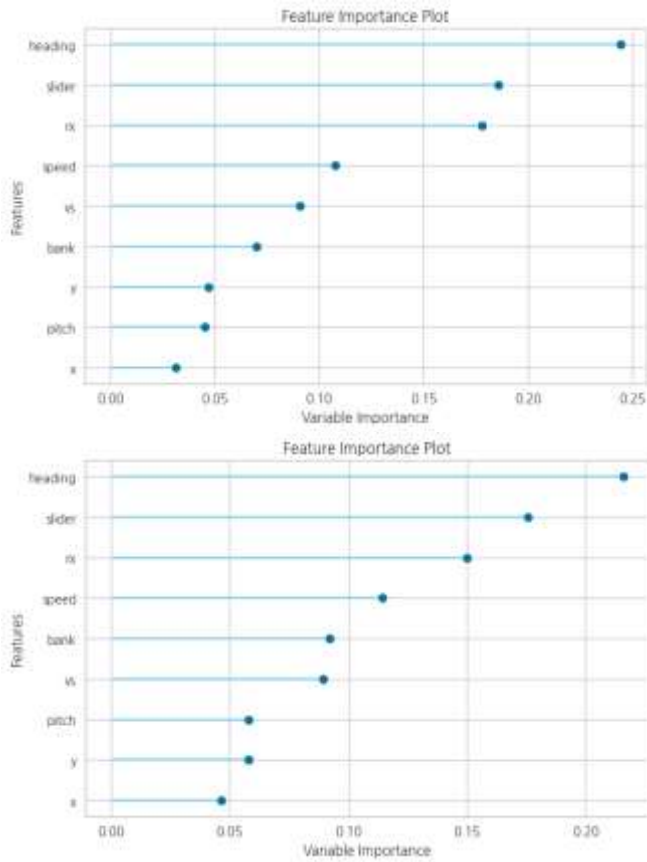 Feature Importance Plot
heading
slider
rx
speed
vs
bank
y
pitch
x
Features
0.00 0.05 0.10 0.15 0.20 0.25
Variable Importance
Feature Importance Plot
heading
slider
rx
speed
bank
vs
pitch
y
x
Features
0.00 0.05 0.10 0.15 0.20
Variable Importance